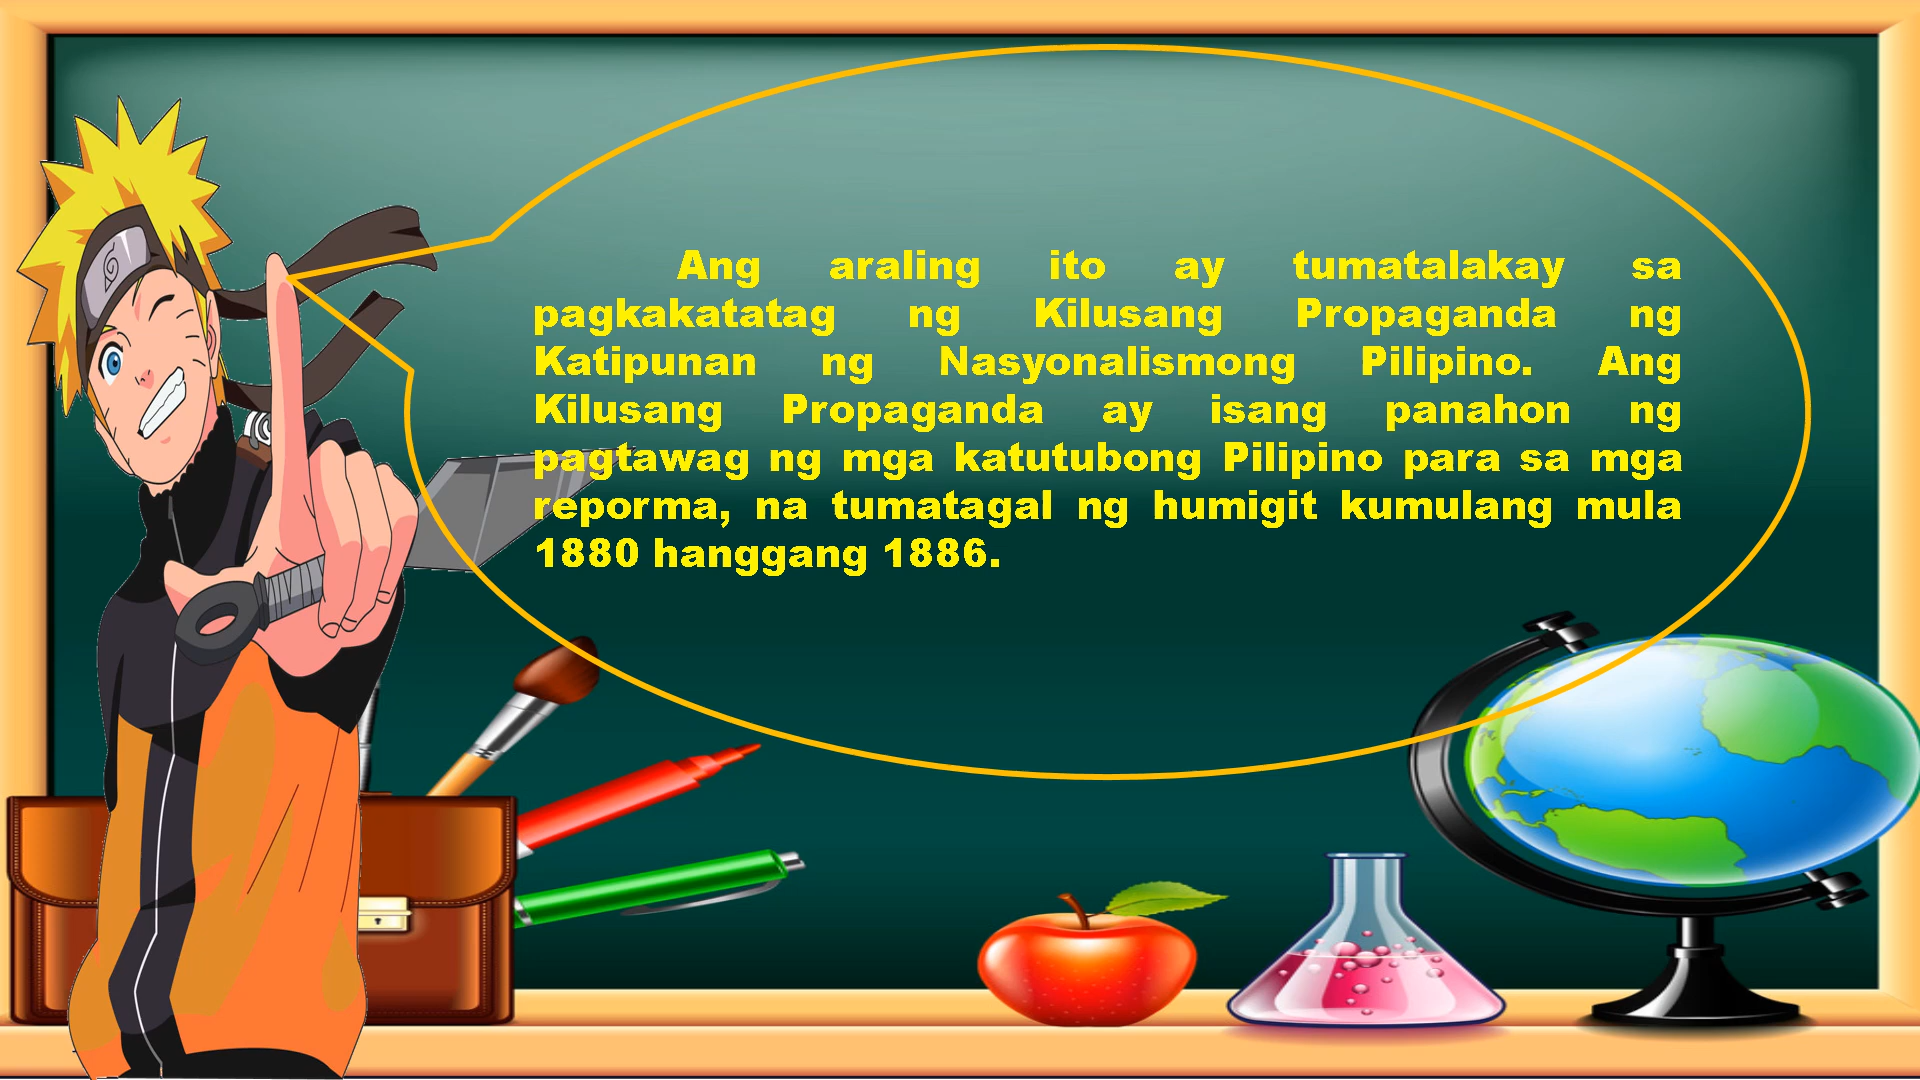 Ang araling ito ay tumatalakay sa
pagkakatatag ng Kilusang Propaganda ng
Katipunan ng Nasyonalismong Pilipino. Ang
Kilusang Propaganda ay isang panahon ng
pagtawag ng mga katutubong Pilipino para sa mga
reporma, na tumatagal ng humigit kumulang mula
1880 hanggang 1886.